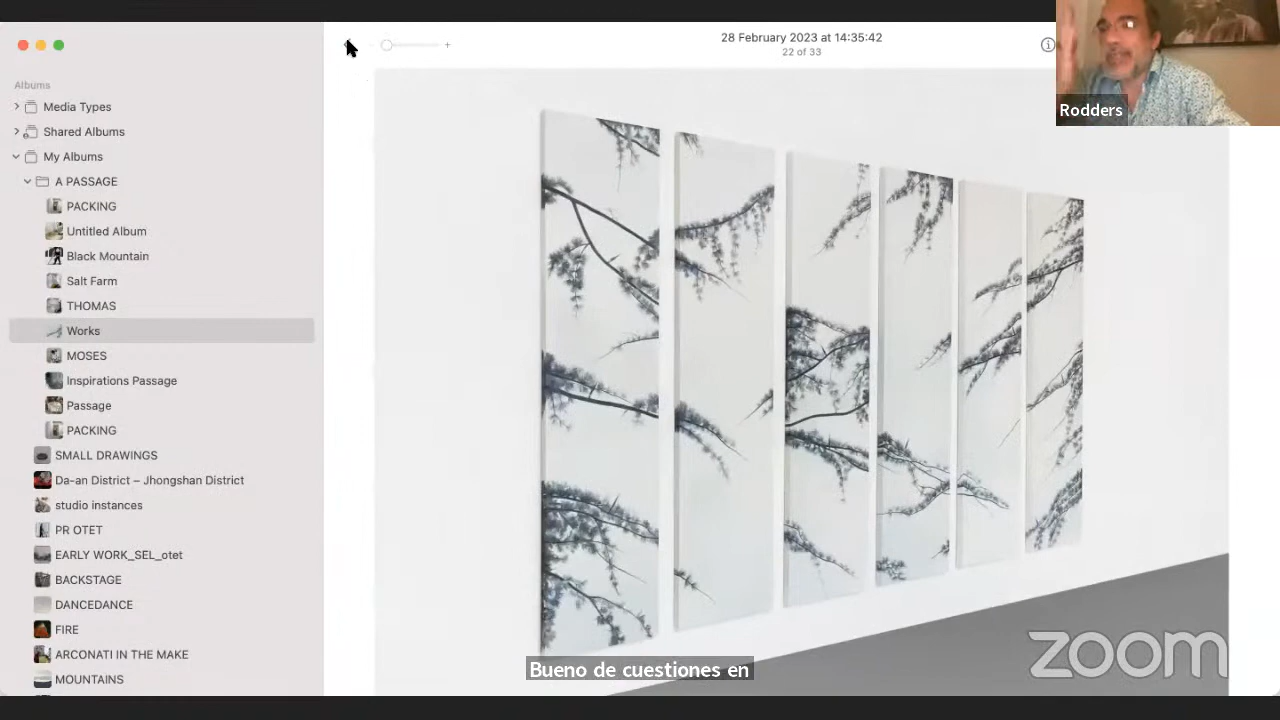 28 February 2023 at 14:35:42
22 of 33
Rodders
Albums
Media Types
Shared Albums
My Albums
A PASSAGE
PACKING
Untitled Album
Black Mountain
Salt Farm
THOMAS
Works
MOSES
Inspirations Passage
Passage
PACKING
SMALL DRAWINGS
Da-an District – Jhongshan District
studio instances
PR OTET
EARLY WORK_SEL_otet
BACKSTAGE
DANCEDANCE
FIRE
ARCONATI IN THE MAKE
MOUNTAINS
zoom
Bueno de cuestiones en